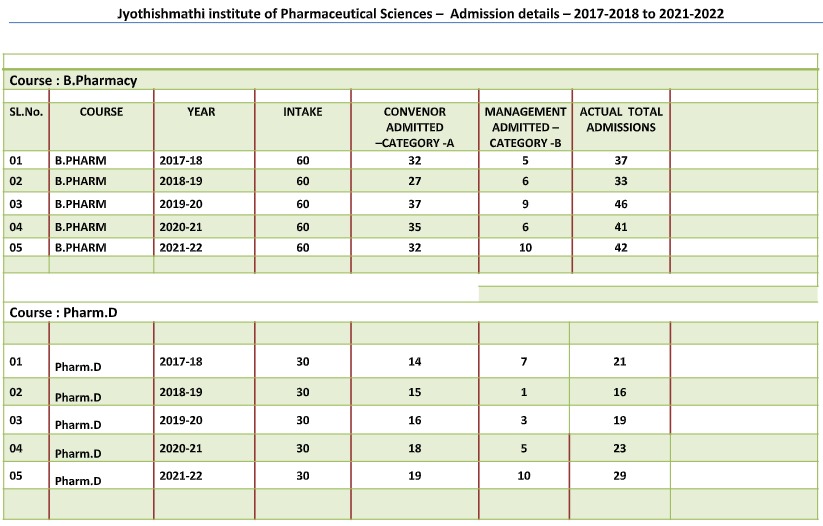 Jyothishmathi institute of Pharmaceutical Sciences – Admission details – 2017-2018 to 2021-2022
Course : B.Pharmacy
SL.No. COURSE YEAR INTAKE CONVENOR ADMITTED –CATEGORY -A MANAGEMENT ADMITTED – CATEGORY -B ACTUAL TOTAL ADMISSIONS
01 B.PHARM 2017-18 60 32 5 37
02 B.PHARM 2018-19 60 27 6 33
03 B.PHARM 2019-20 60 37 9 46
04 B.PHARM 2020-21 60 35 6 41
05 B.PHARM 2021-22 60 32 10 42
Course : Pharm.D
01 Pharm.D 2017-18 30 14 7 21
02 Pharm.D 2018-19 30 15 1 16
03 Pharm.D 2019-20 30 16 3 19
04 Pharm.D 2020-21 30 18 5 23
05 Pharm.D 2021-22 30 19 10 29